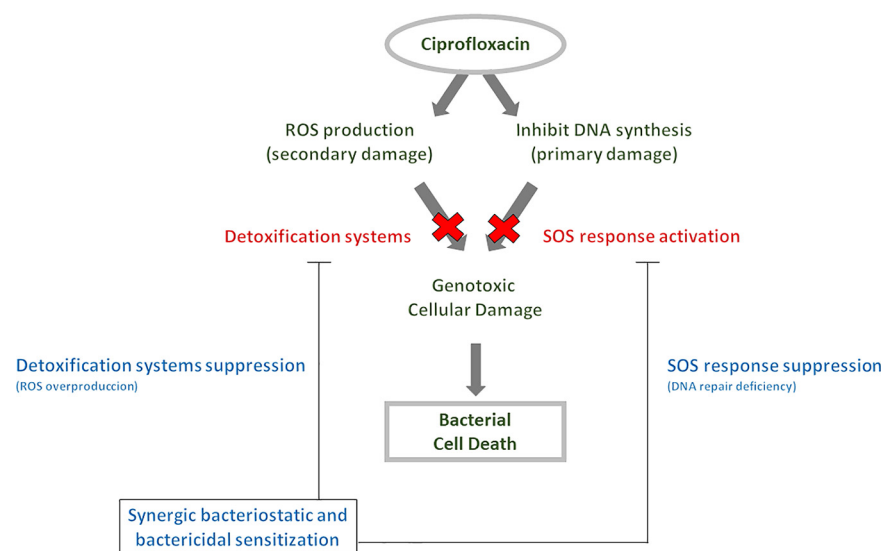 Ciprofloxacin
ROS production
(secondary damage)
Inhibit DNA synthesis
(primary damage)
Detoxification systems
SOS response activation
Genotoxic
Cellular Damage
Detoxification systems suppression
(ROS overproduccion)
SOS response suppression
(DNA repair deficiency)
Bacterial
Cell Death
Synergic bacteriostatic and
bactericidal sensitization